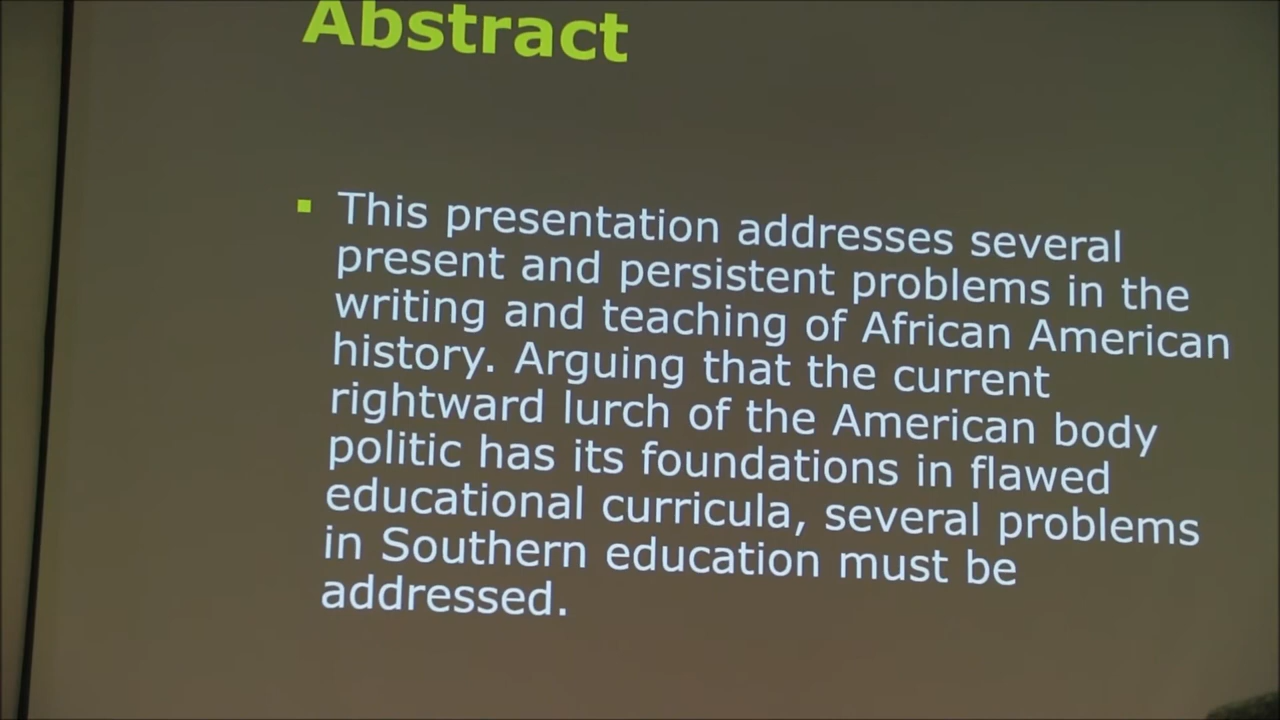 Abstract
This presentation addresses several
present and persistent problems in the
writing and teaching of African American
history. Arguing that the current
rightward lurch of the American body
politic has its foundations in flawed
educational curricula, several problems
in Southern education must be
addressed.